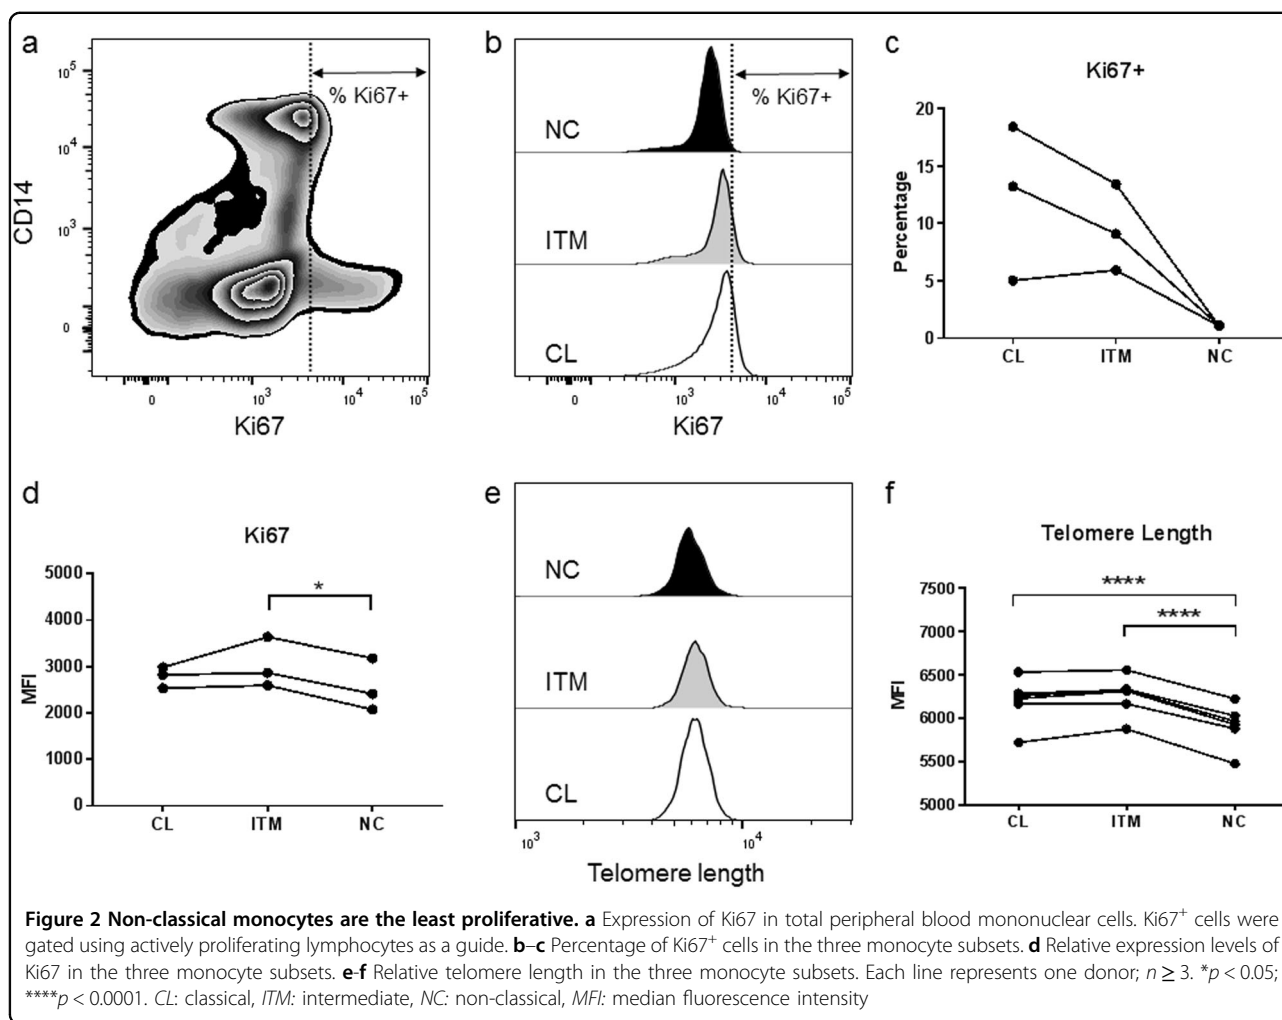 a
10^5
10^4
10^3
0
CD14
% Ki67+
0
10^3
10^4
10^5
Ki67
b
NC
ITM
CL
% Ki67+
0
10^3
10^4
10^5
Ki67
c
Ki67+
20
15
10
5
0
Percentage
CL
ITM
NC
d
Ki67
5000
4000
3000
2000
1000
0
MFI
*
CL
ITM
NC
e
NC
ITM
CL
10^3
10^4
Telomere length
f
Telomere Length
7500
7000
6500
6000
5500
5000
MFI
****
****
CL
ITM
NC
Figure 2 Non-classical monocytes are the least proliferative. a Expression of Ki67 in total peripheral blood mononuclear cells. Ki67⁺ cells were
gated using actively proliferating lymphocytes as a guide. b–c Percentage of Ki67⁺ cells in the three monocyte subsets. d Relative expression levels of
Ki67 in the three monocyte subsets. e-f Relative telomere length in the three monocyte subsets. Each line represents one donor; n ≥ 3. *p < 0.05;
****p < 0.0001. CL: classical, ITM: intermediate, NC: non-classical, MFI: median fluorescence intensity